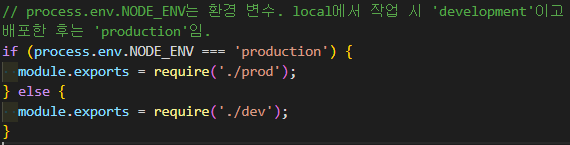 // process.env.NODE_ENV는 환경 변수. local에서 작업 시 'development'이고
배포한 후는 'production'임.
if (process.env.NODE_ENV === 'production') {
  module.exports = require('./prod');
} else {
  module.exports = require('./dev');
}